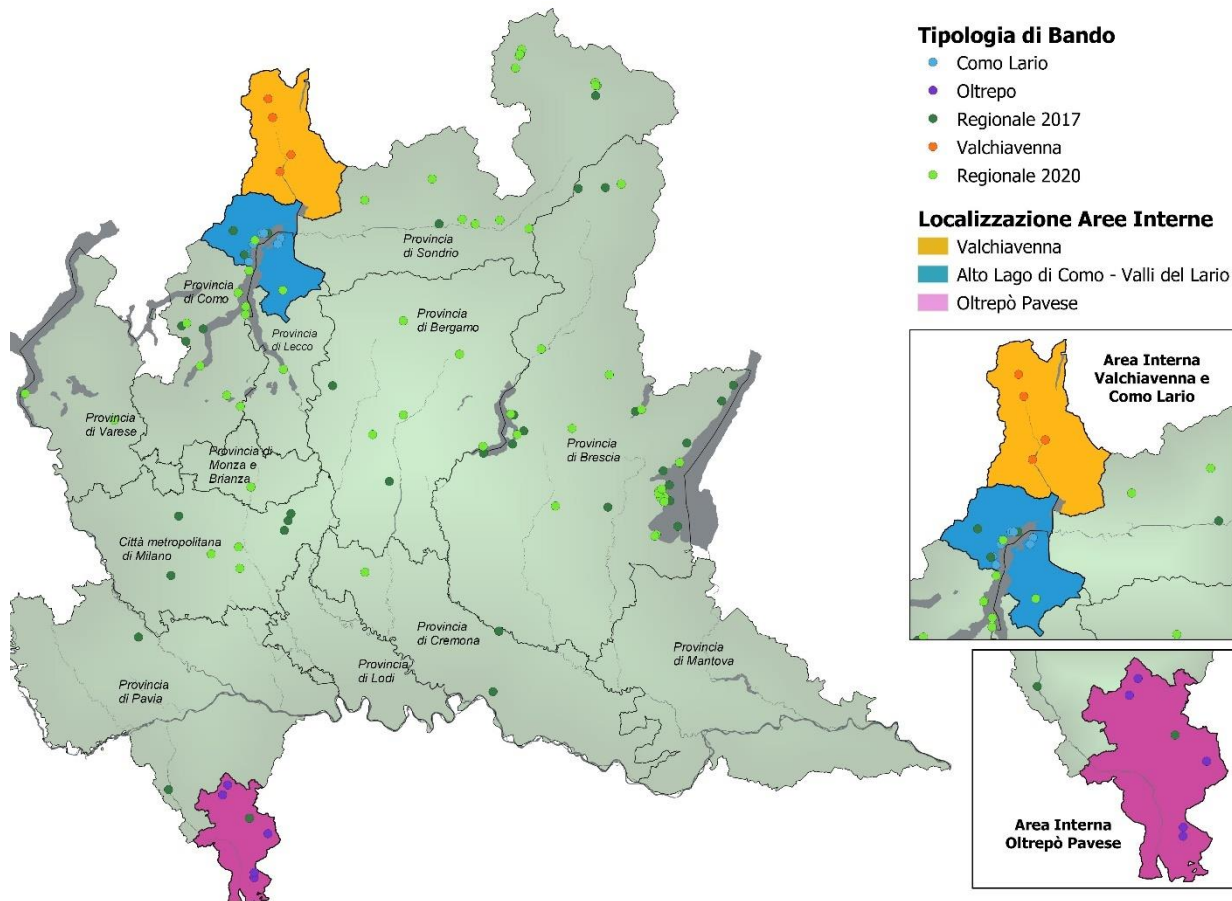 Tipologia di Bando
Como Lario
Oltrepo
Regionale 2017
Valchiavenna
Regionale 2020
Localizzazione Aree Interne
Valchiavenna
Alto Lago di Como - Valli del Lario
Oltrepò Pavese
Provincia
di Sondrio
Provincia
di Como
Provincia
di Lecco
Provincia
di Bergamo
Provincia
di Varese
Provincia di
Monza e
Brianza
Provincia
di Brescia
Città metropolitana
di Milano
Provincia
di Cremona
Provincia
di Lodi
Provincia
di Mantova
Provincia
di Pavia
Area Interna
Valchiavenna e
Como Lario
Area Interna
Oltrepò Pavese